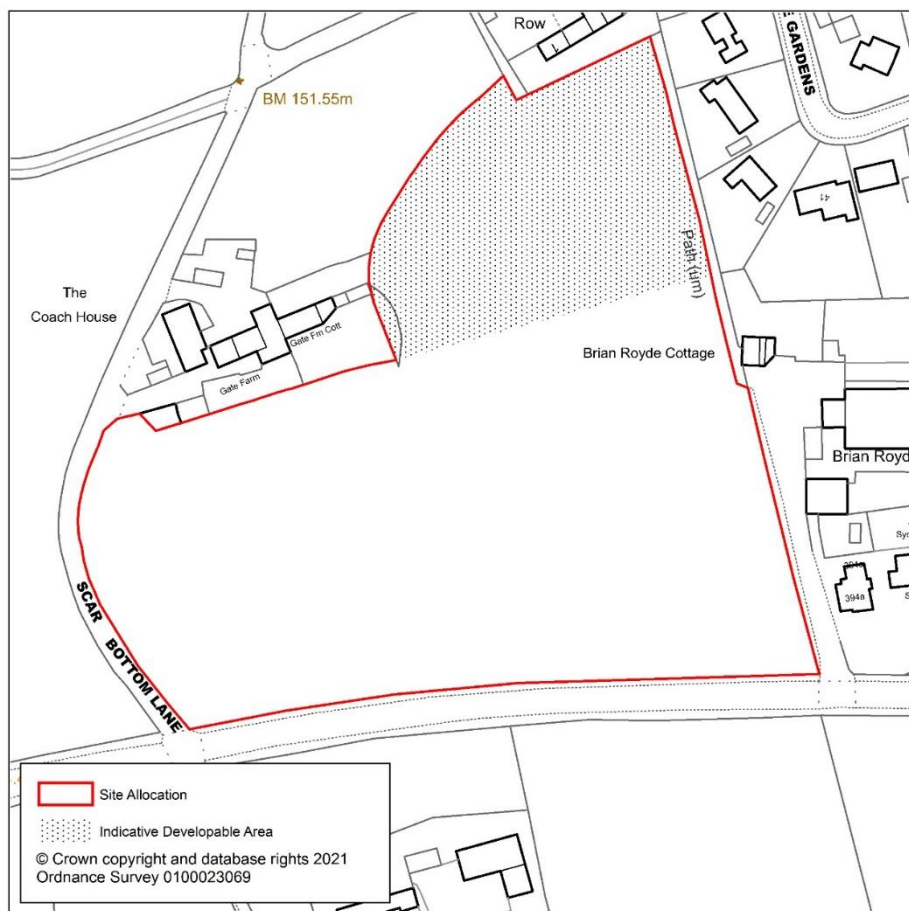 Row
E GARDENS
BM 151.55m
41
Path (um)
The
Coach House
Gate Fm Cott
Gate Farm
Brian Royde Cottage
Brian Royd
394a
SCAR BOTTOM LANE
Site Allocation
Indicative Developable Area
© Crown copyright and database rights 2021
Ordnance Survey 0100023069